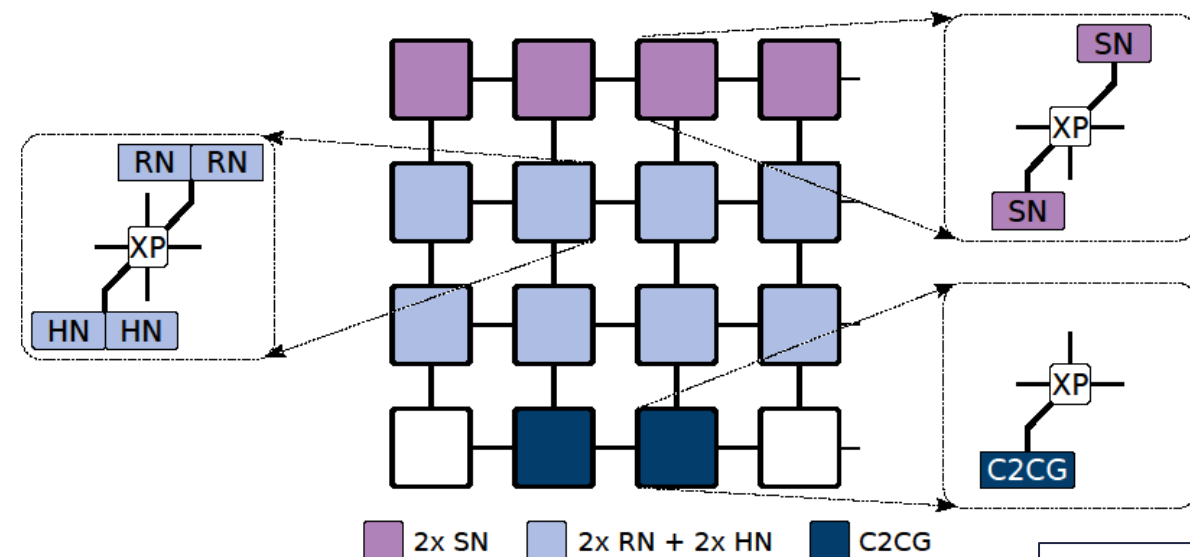 SN
XP
SN
RN RN
XP
HN HN
XP
C2CG
2x SN 2x RN + 2x HN C2CG